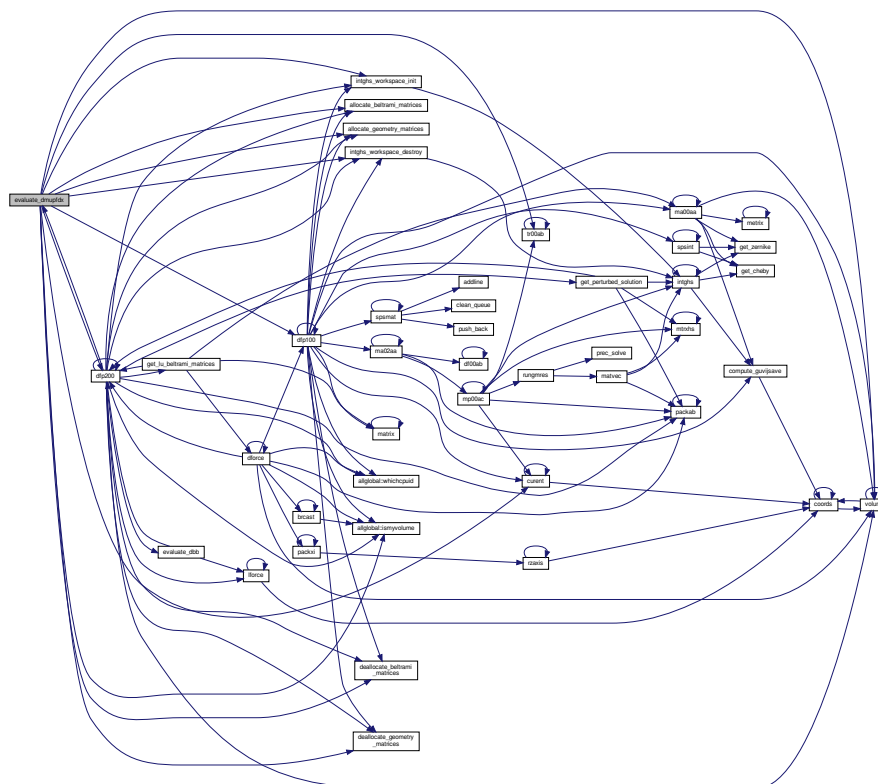 intghs_workspace_init
allocate_beltrami_matrices
allocate_geometry_matrices
intghs_workspace_destroy
evaluate_dmupfdx
ma00aa
metrix
tr00ab
spsint
get_zernike
get_cheby
addline
get_perturbed_solution
intghs
clean_queue
spsmat
push_back
mtrxhs
dfp100
ma02aa
prec_solve
df00ab
get_lu_beltrami_matrices
dfp200
rungmres
matvec
compute_guvijsave
mp00ac
packab
matrix
dforce
allglobal::whichcpuid
curent
coords
brcast
allglobal::ismyvolume
evaluate_dbb
packxi
rzaxis
lforce
deallocate_beltrami
_matrices
deallocate_geometry
_matrices